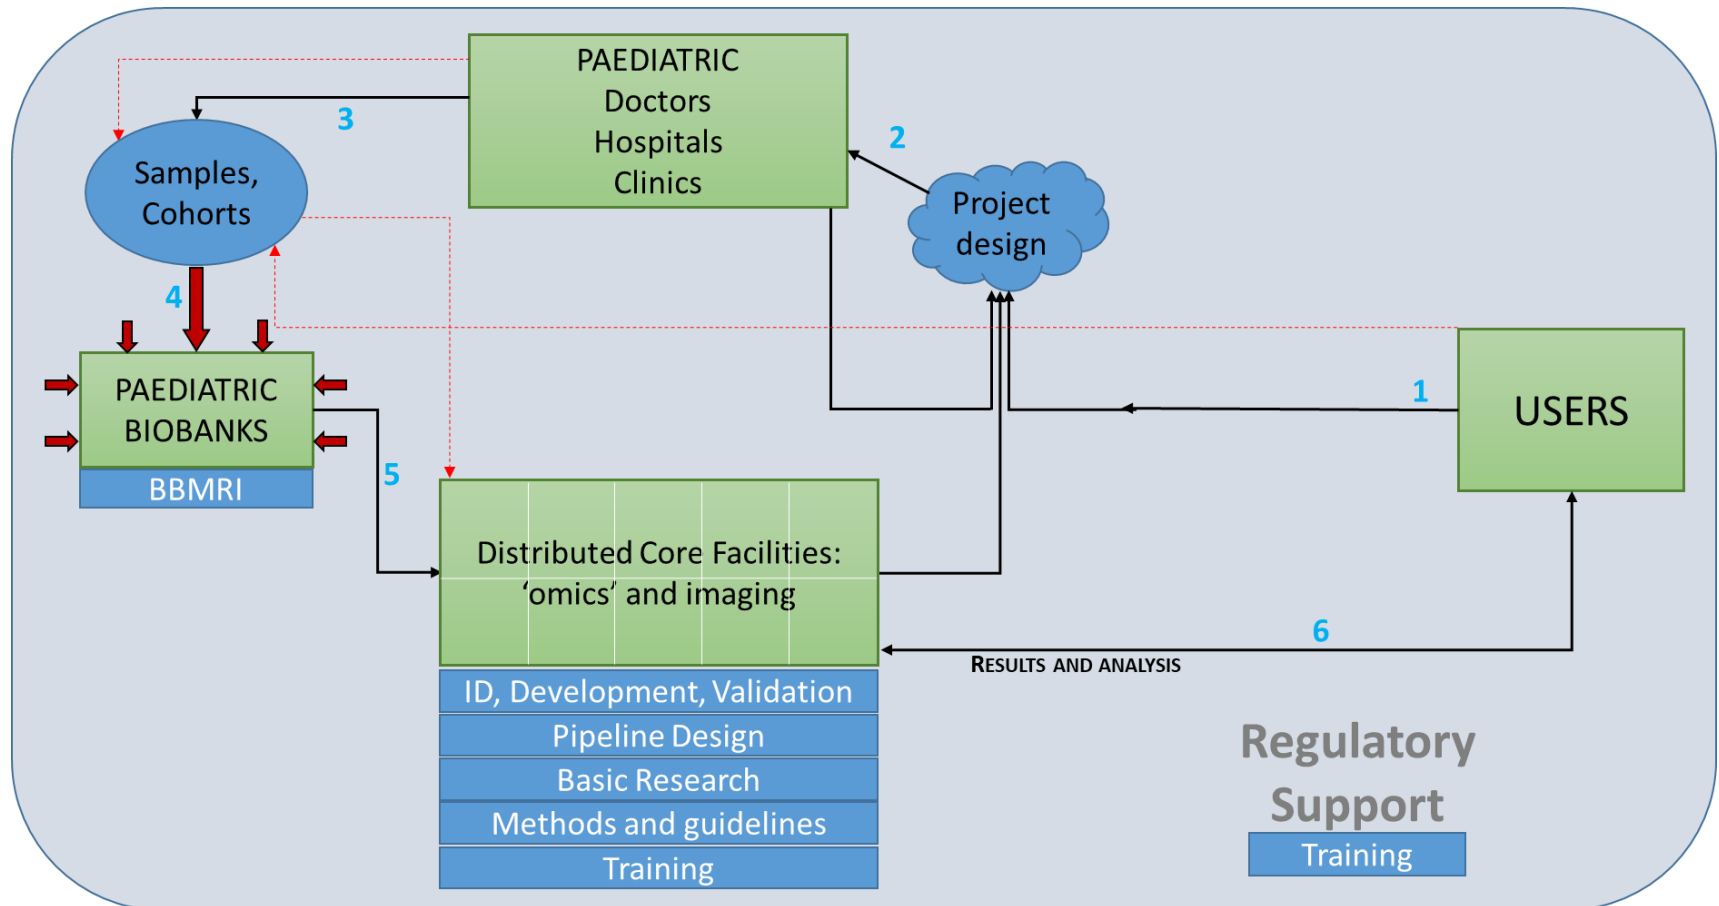 PAEDIATRIC
Doctors
Hospitals
Clinics
3
2
Samples,
Cohorts
Project
design
4
PAEDIATRIC
BIOBANKS
BBMRI
1
USERS
5
Distributed Core Facilities:
‘omics’ and imaging
6
RESULTS AND ANALYSIS
ID, Development, Validation
Pipeline Design
Basic Research
Methods and guidelines
Training
Regulatory
Support
Training